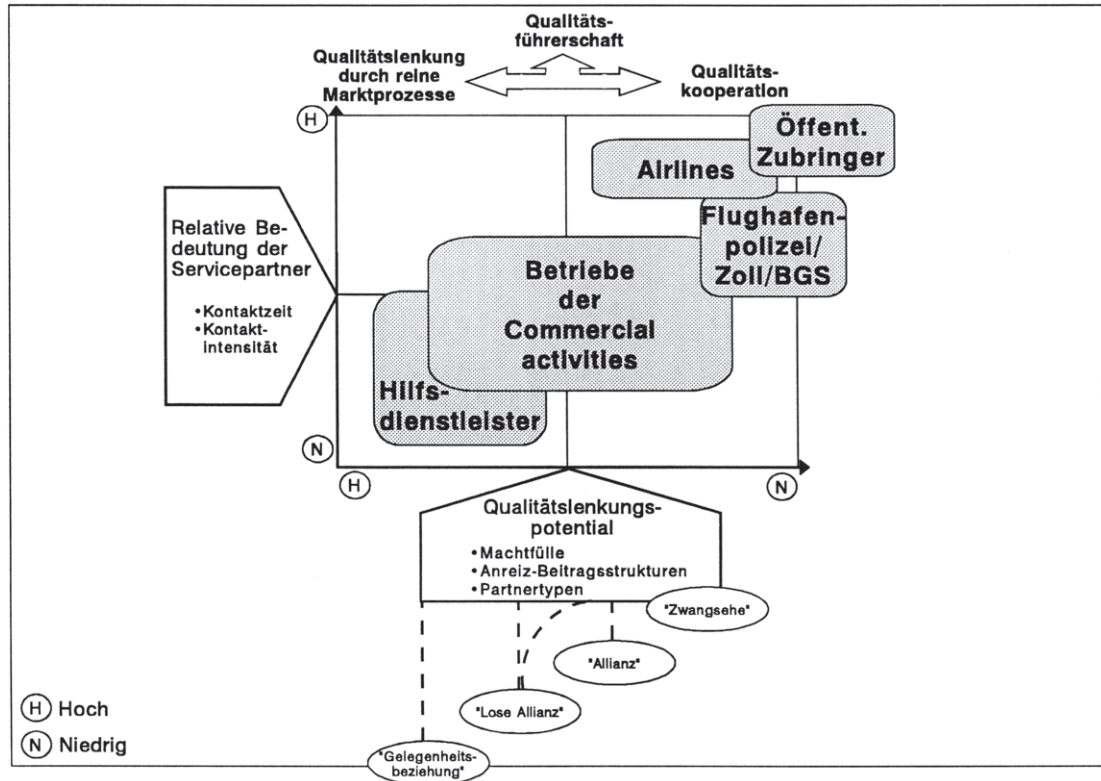 Qualitäts-
führerschaft
Qualitätslenkung
durch reine
Marktprozesse
Qualitäts-
kooperation
H
Öffent.
Zubringer
Airlines
Flughafen-
polizei/
Zoll/BGS
Relative Be-
deutung der
Servicepartner
•Kontaktzeit
•Kontakt-
intensität
Betriebe
der
Commercial
activities
Hilfs-
dienstleister
N
H
N
Qualitätslenkungs-
potential
•Machtfülle
•Anreiz-Beitragsstrukturen
•Partnertypen
"Zwangsehe"
"Allianz"
"Lose Allianz"
"Gelegenheits-
beziehung"
H Hoch
N Niedrig